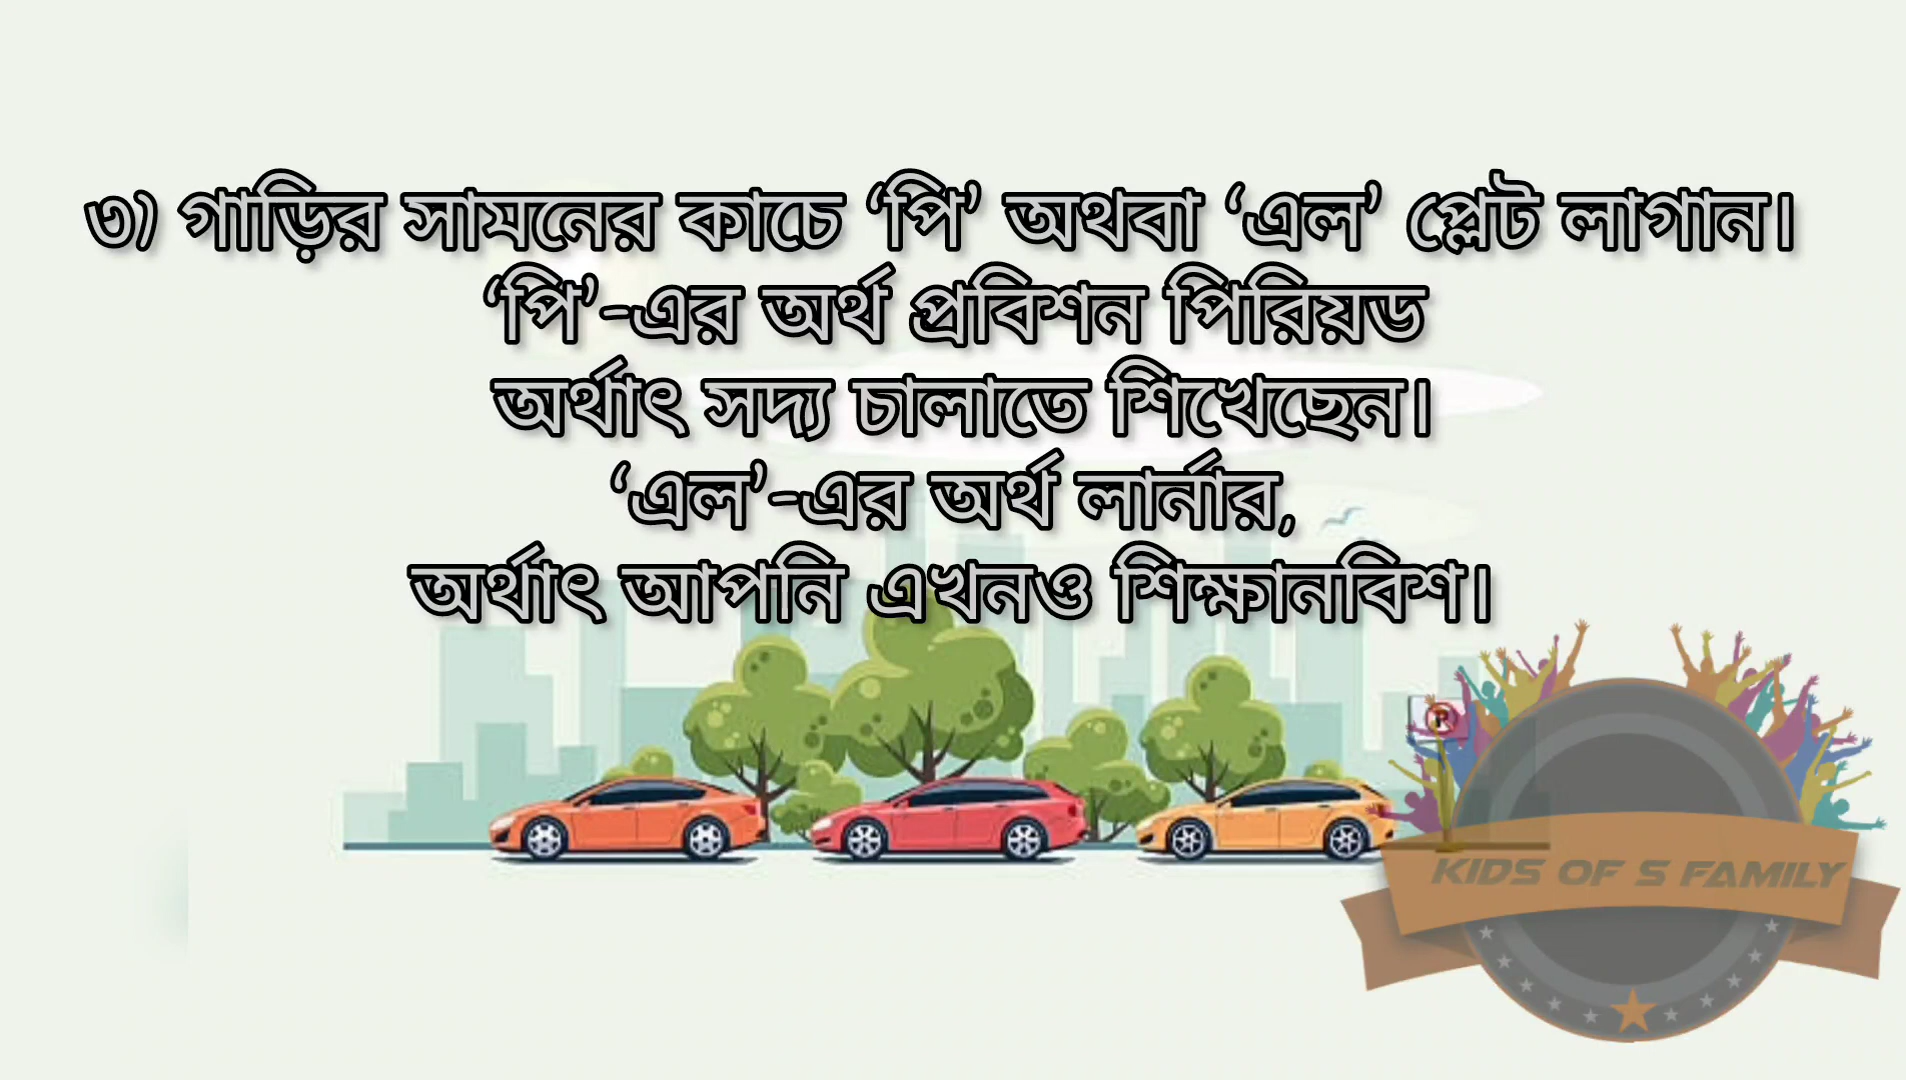 ৩) গাড়ির সামনের কাচে ‘পি’ অথবা ‘এল’ প্লেট লাগান।
‘পি’-এর অর্থ প্রবিশন পিরিয়ড
অর্থাৎ সদ্য চালাতে শিখেছেন।
‘এল’-এর অর্থ লার্নার,
অর্থাৎ আপনি এখনও শিক্ষানবিশ।
P
KIDS OF S FAMILY